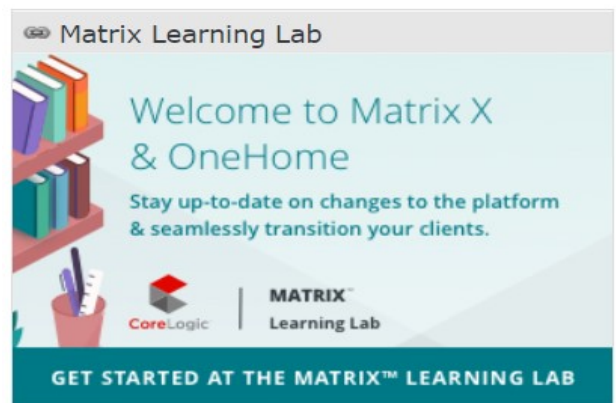 Matrix Learning Lab
Welcome to Matrix X
& OneHome
Stay up-to-date on changes to the platform
& seamlessly transition your clients.
CoreLogic
MATRIX™
Learning Lab
GET STARTED AT THE MATRIX™ LEARNING LAB